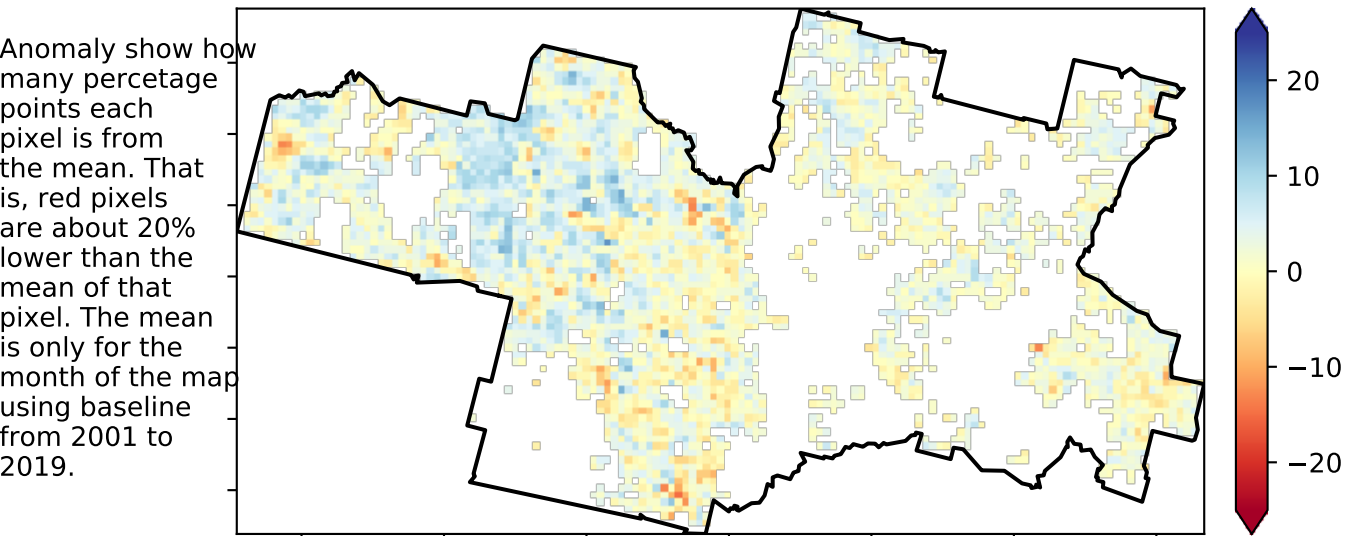 Anomaly show how
many percetage
points each
pixel is from
the mean. That
is, red pixels
are about 20%
lower than the
mean of that
pixel. The mean
is only for the
month of the map
using baseline
from 2001 to
2019.
20
10
0
−10
−20